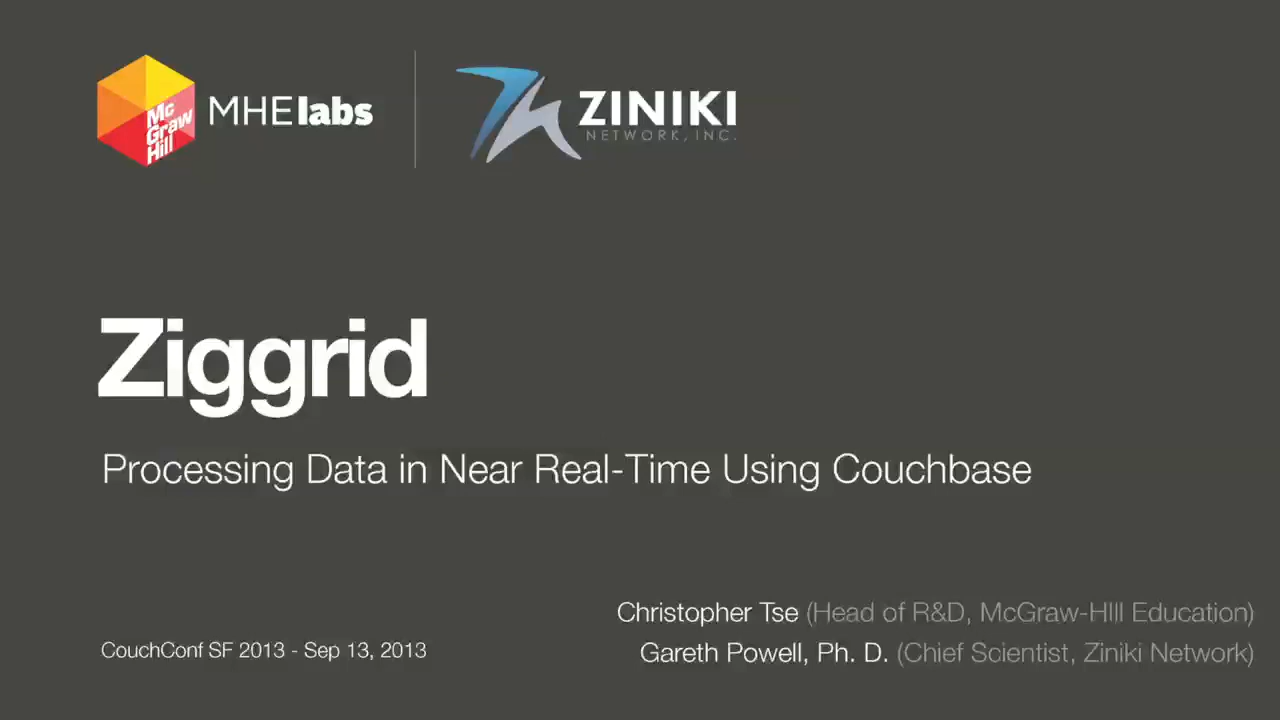 Mc
Graw
Hill
MHElabs
ZINIKI
NETWORK, INC.
Ziggrid
Processing Data in Near Real-Time Using Couchbase
Christopher Tse (Head of R&D, McGraw-HIll Education)
CouchConf SF 2013 - Sep 13, 2013
Gareth Powell, Ph. D. (Chief Scientist, Ziniki Network)